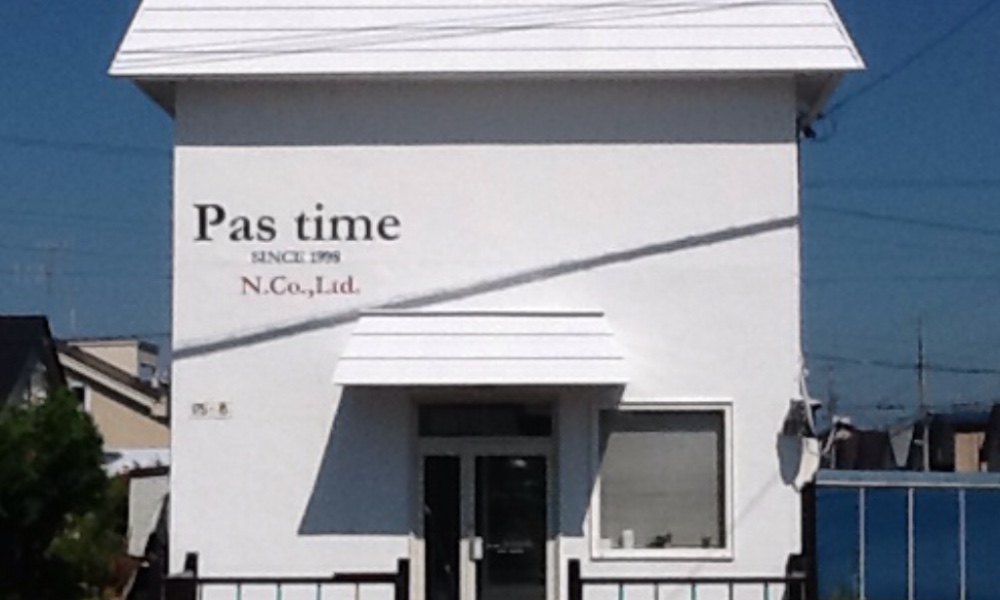 Pas time
SINCE 1998
N.Co.,Ltd.